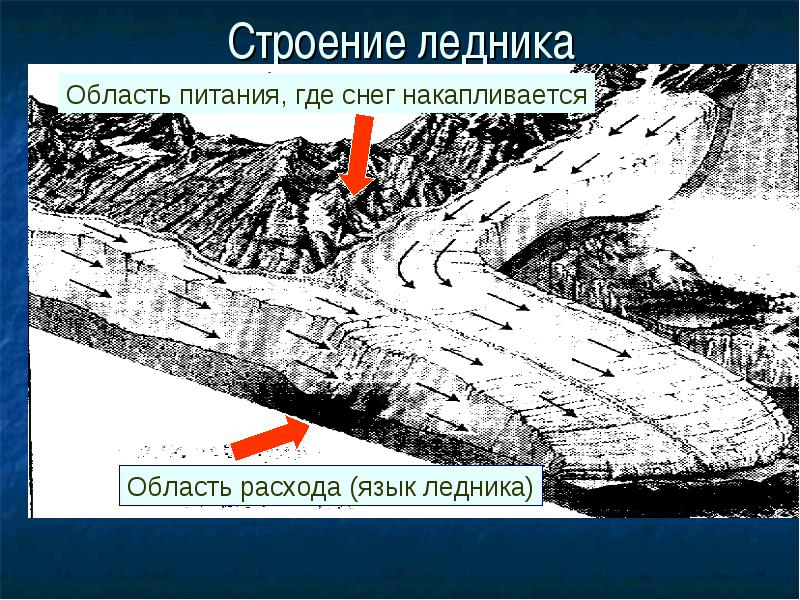 Строение ледника
Область питания, где снег накапливается
Область расхода (язык ледника)